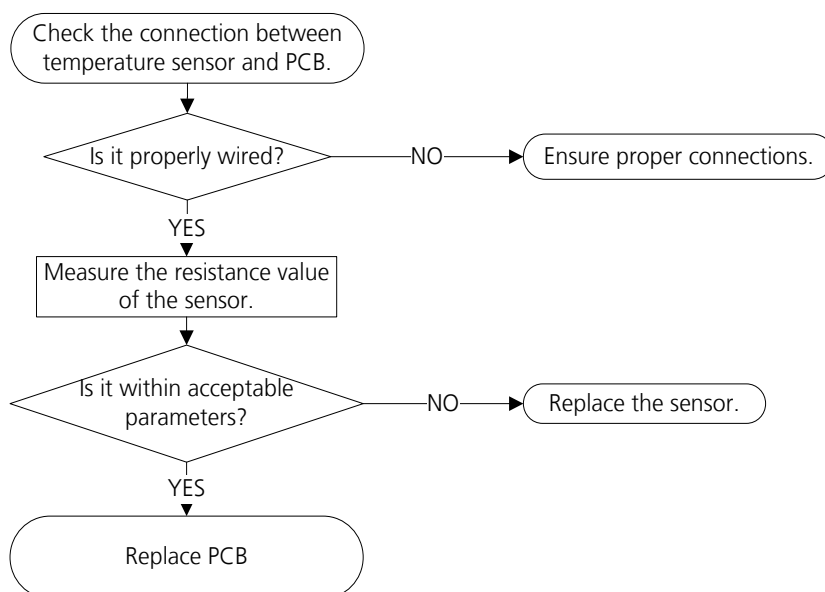 Check the connection between
temperature sensor and PCB.
Is it properly wired?
NO
Ensure proper connections.
YES
Measure the resistance value
of the sensor.
Is it within acceptable
parameters?
NO
Replace the sensor.
YES
Replace PCB